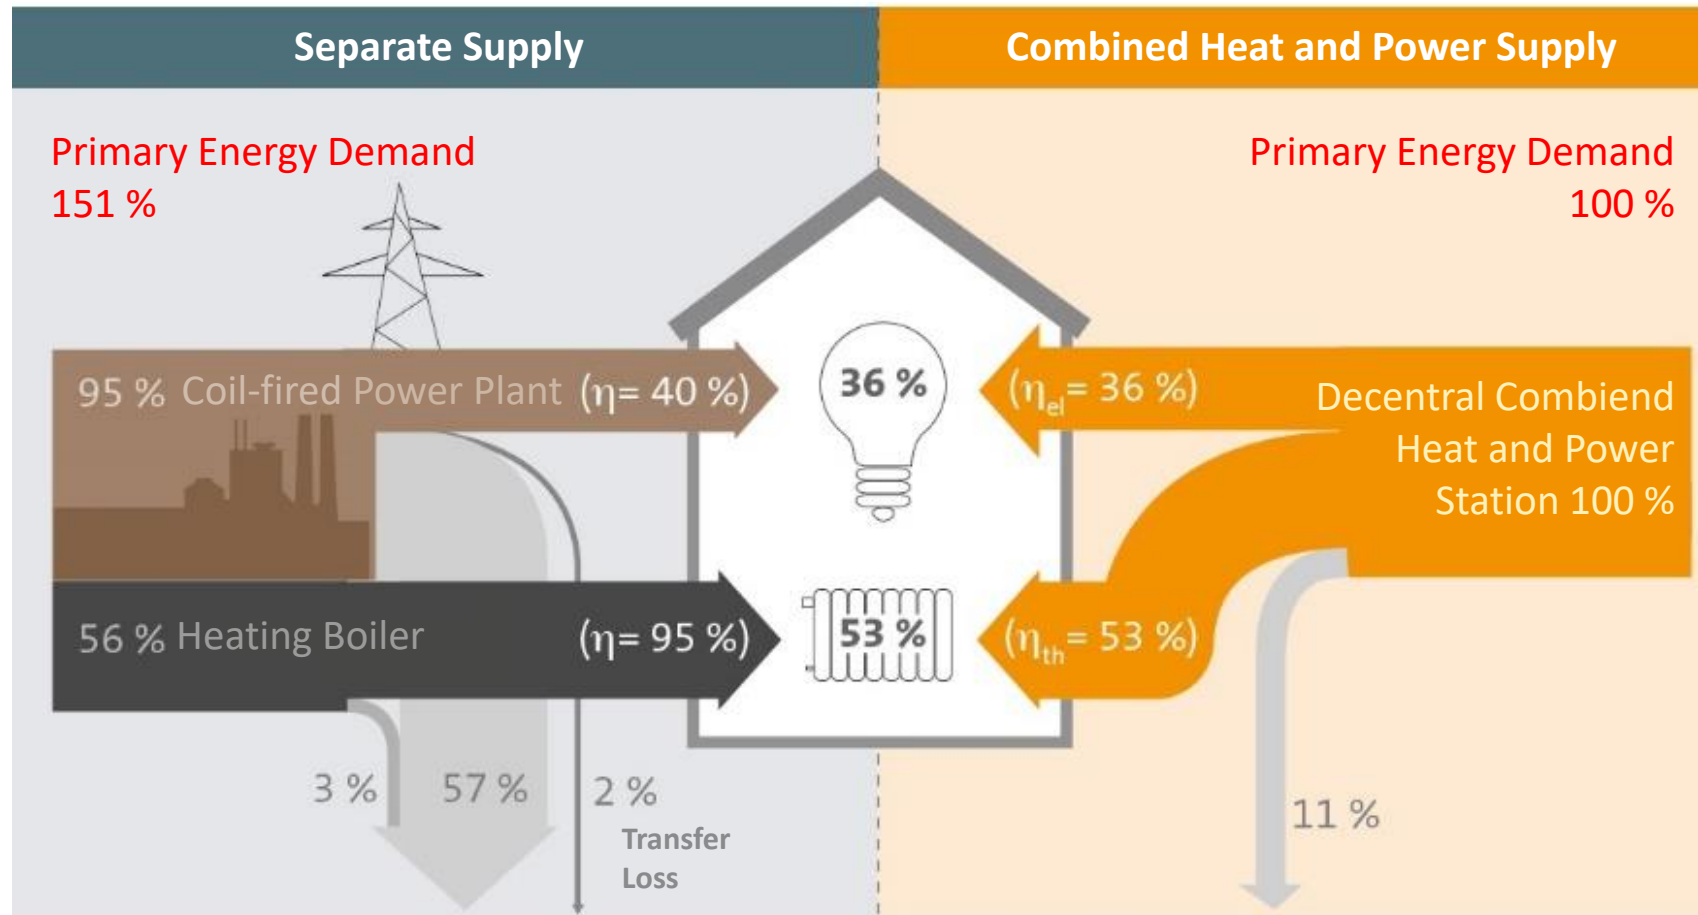 Separate Supply
Combined Heat and Power Supply
Primary Energy Demand
151 %
Primary Energy Demand
100 %
95 % Coil-fired Power Plant (η= 40 %)
36 %
(ηel= 36 %)
Decentral Combiend
Heat and Power
Station 100 %
56 % Heating Boiler (η= 95 %)
53 %
(ηth= 53 %)
3 %
57 %
2 %
Transfer
Loss
11 %